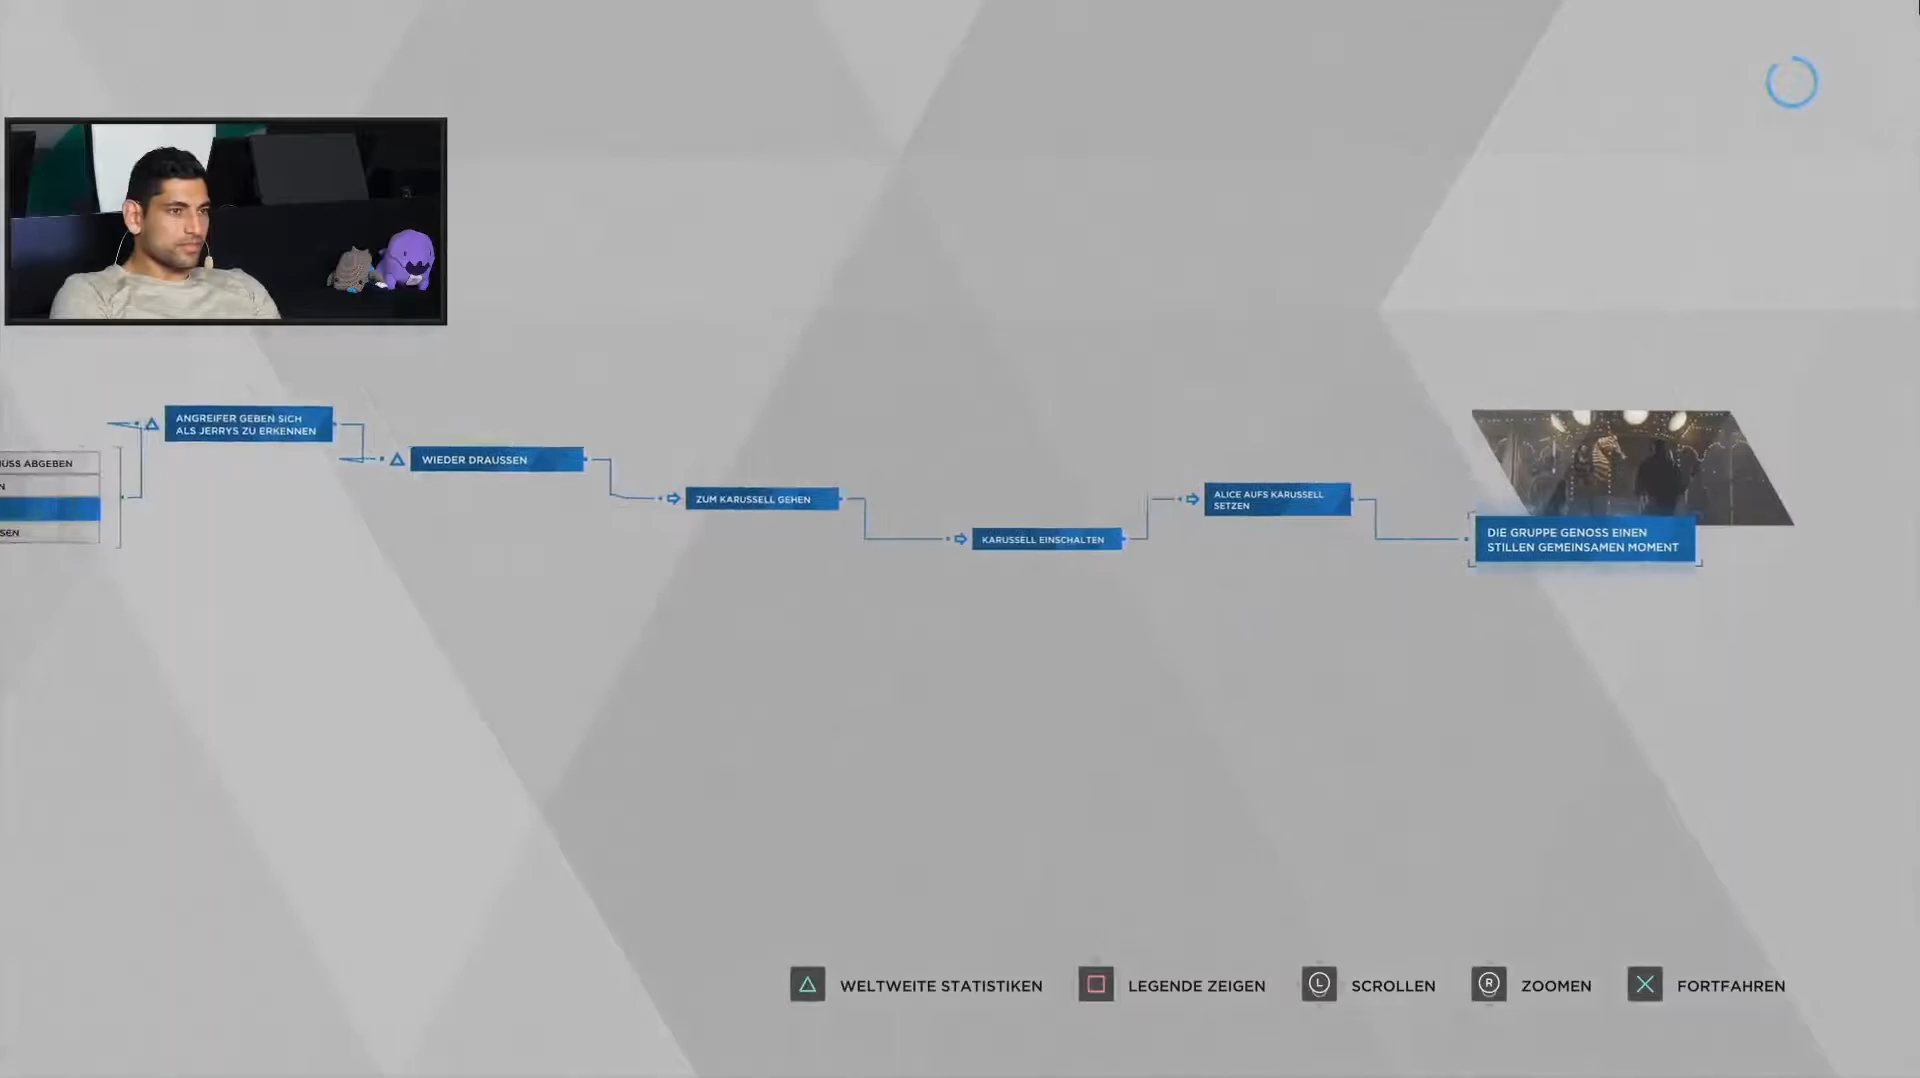 ANGREIFER GEBEN SICH
ALS JERRYS ZU ERKENNEN
WIEDER DRAUSSEN
ABGEBEN
ZUM KARUSSELL GEHEN
KARUSSELL EINSCHALTEN
ALICE AUFS KARUSSELL
SETZEN
DIE GRUPPE GENOSS EINEN
STILLEN GEMEINSAMEN MOMENT
WELTWEITE STATISTIKEN
LEGENDE ZEIGEN
L
SCROLLEN
R
ZOOMEN
FORTFAHREN